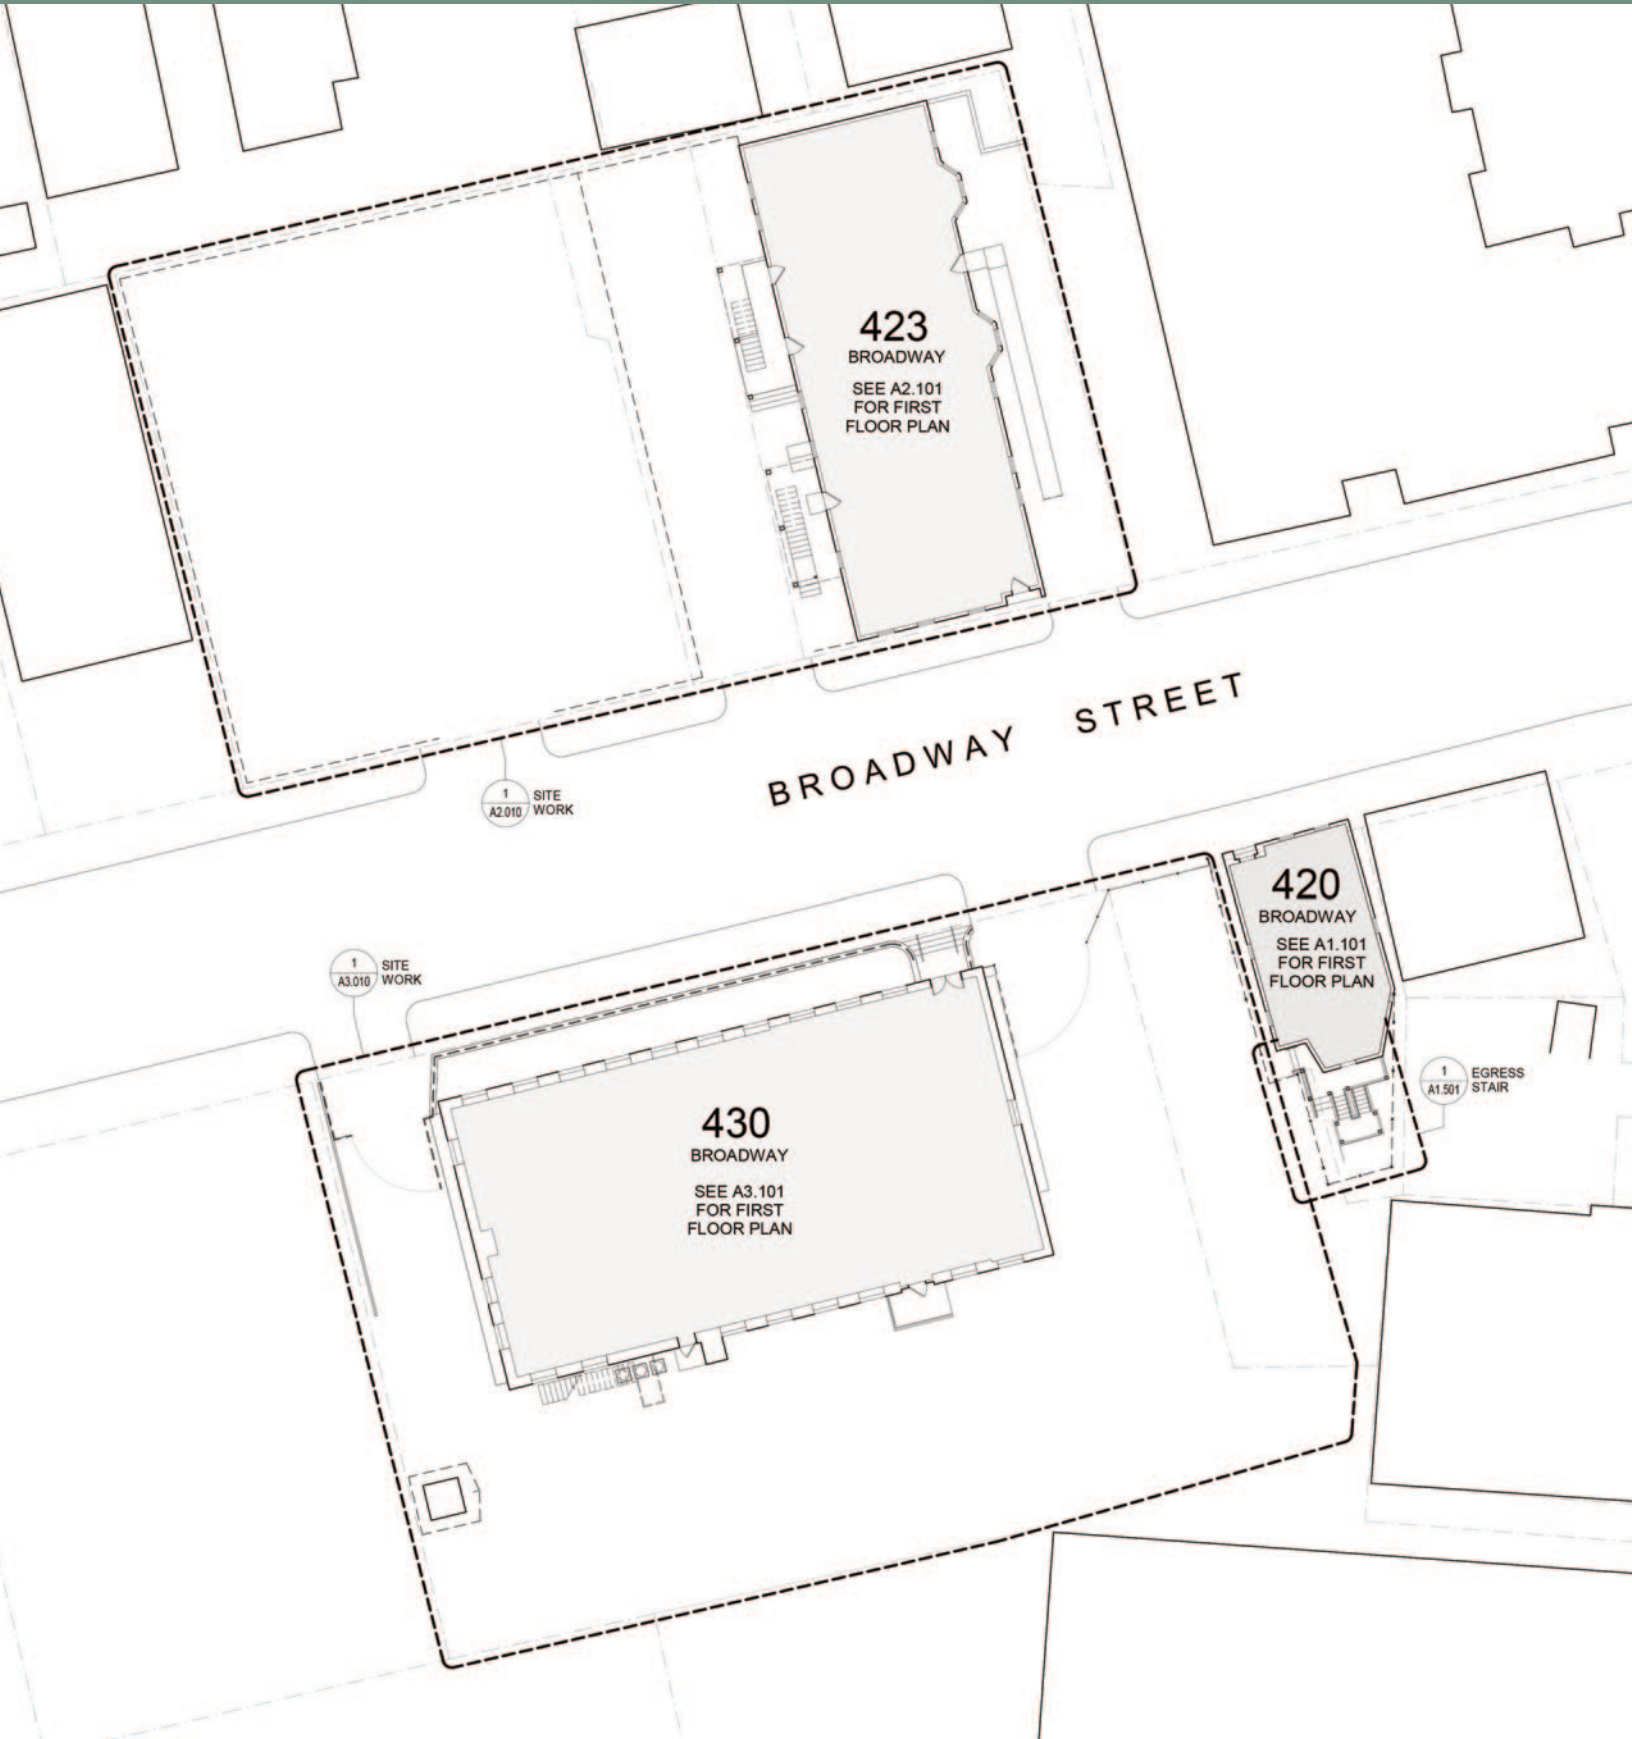 423
BROADWAY
SEE A2.101
FOR FIRST
FLOOR PLAN
BROADWAY STREET
1
A2.010
SITE
WORK
420
BROADWAY
SEE A1.101
FOR FIRST
FLOOR PLAN
1
A3.010
SITE
WORK
1
A1.501
EGRESS
STAIR
430
BROADWAY
SEE A3.101
FOR FIRST
FLOOR PLAN